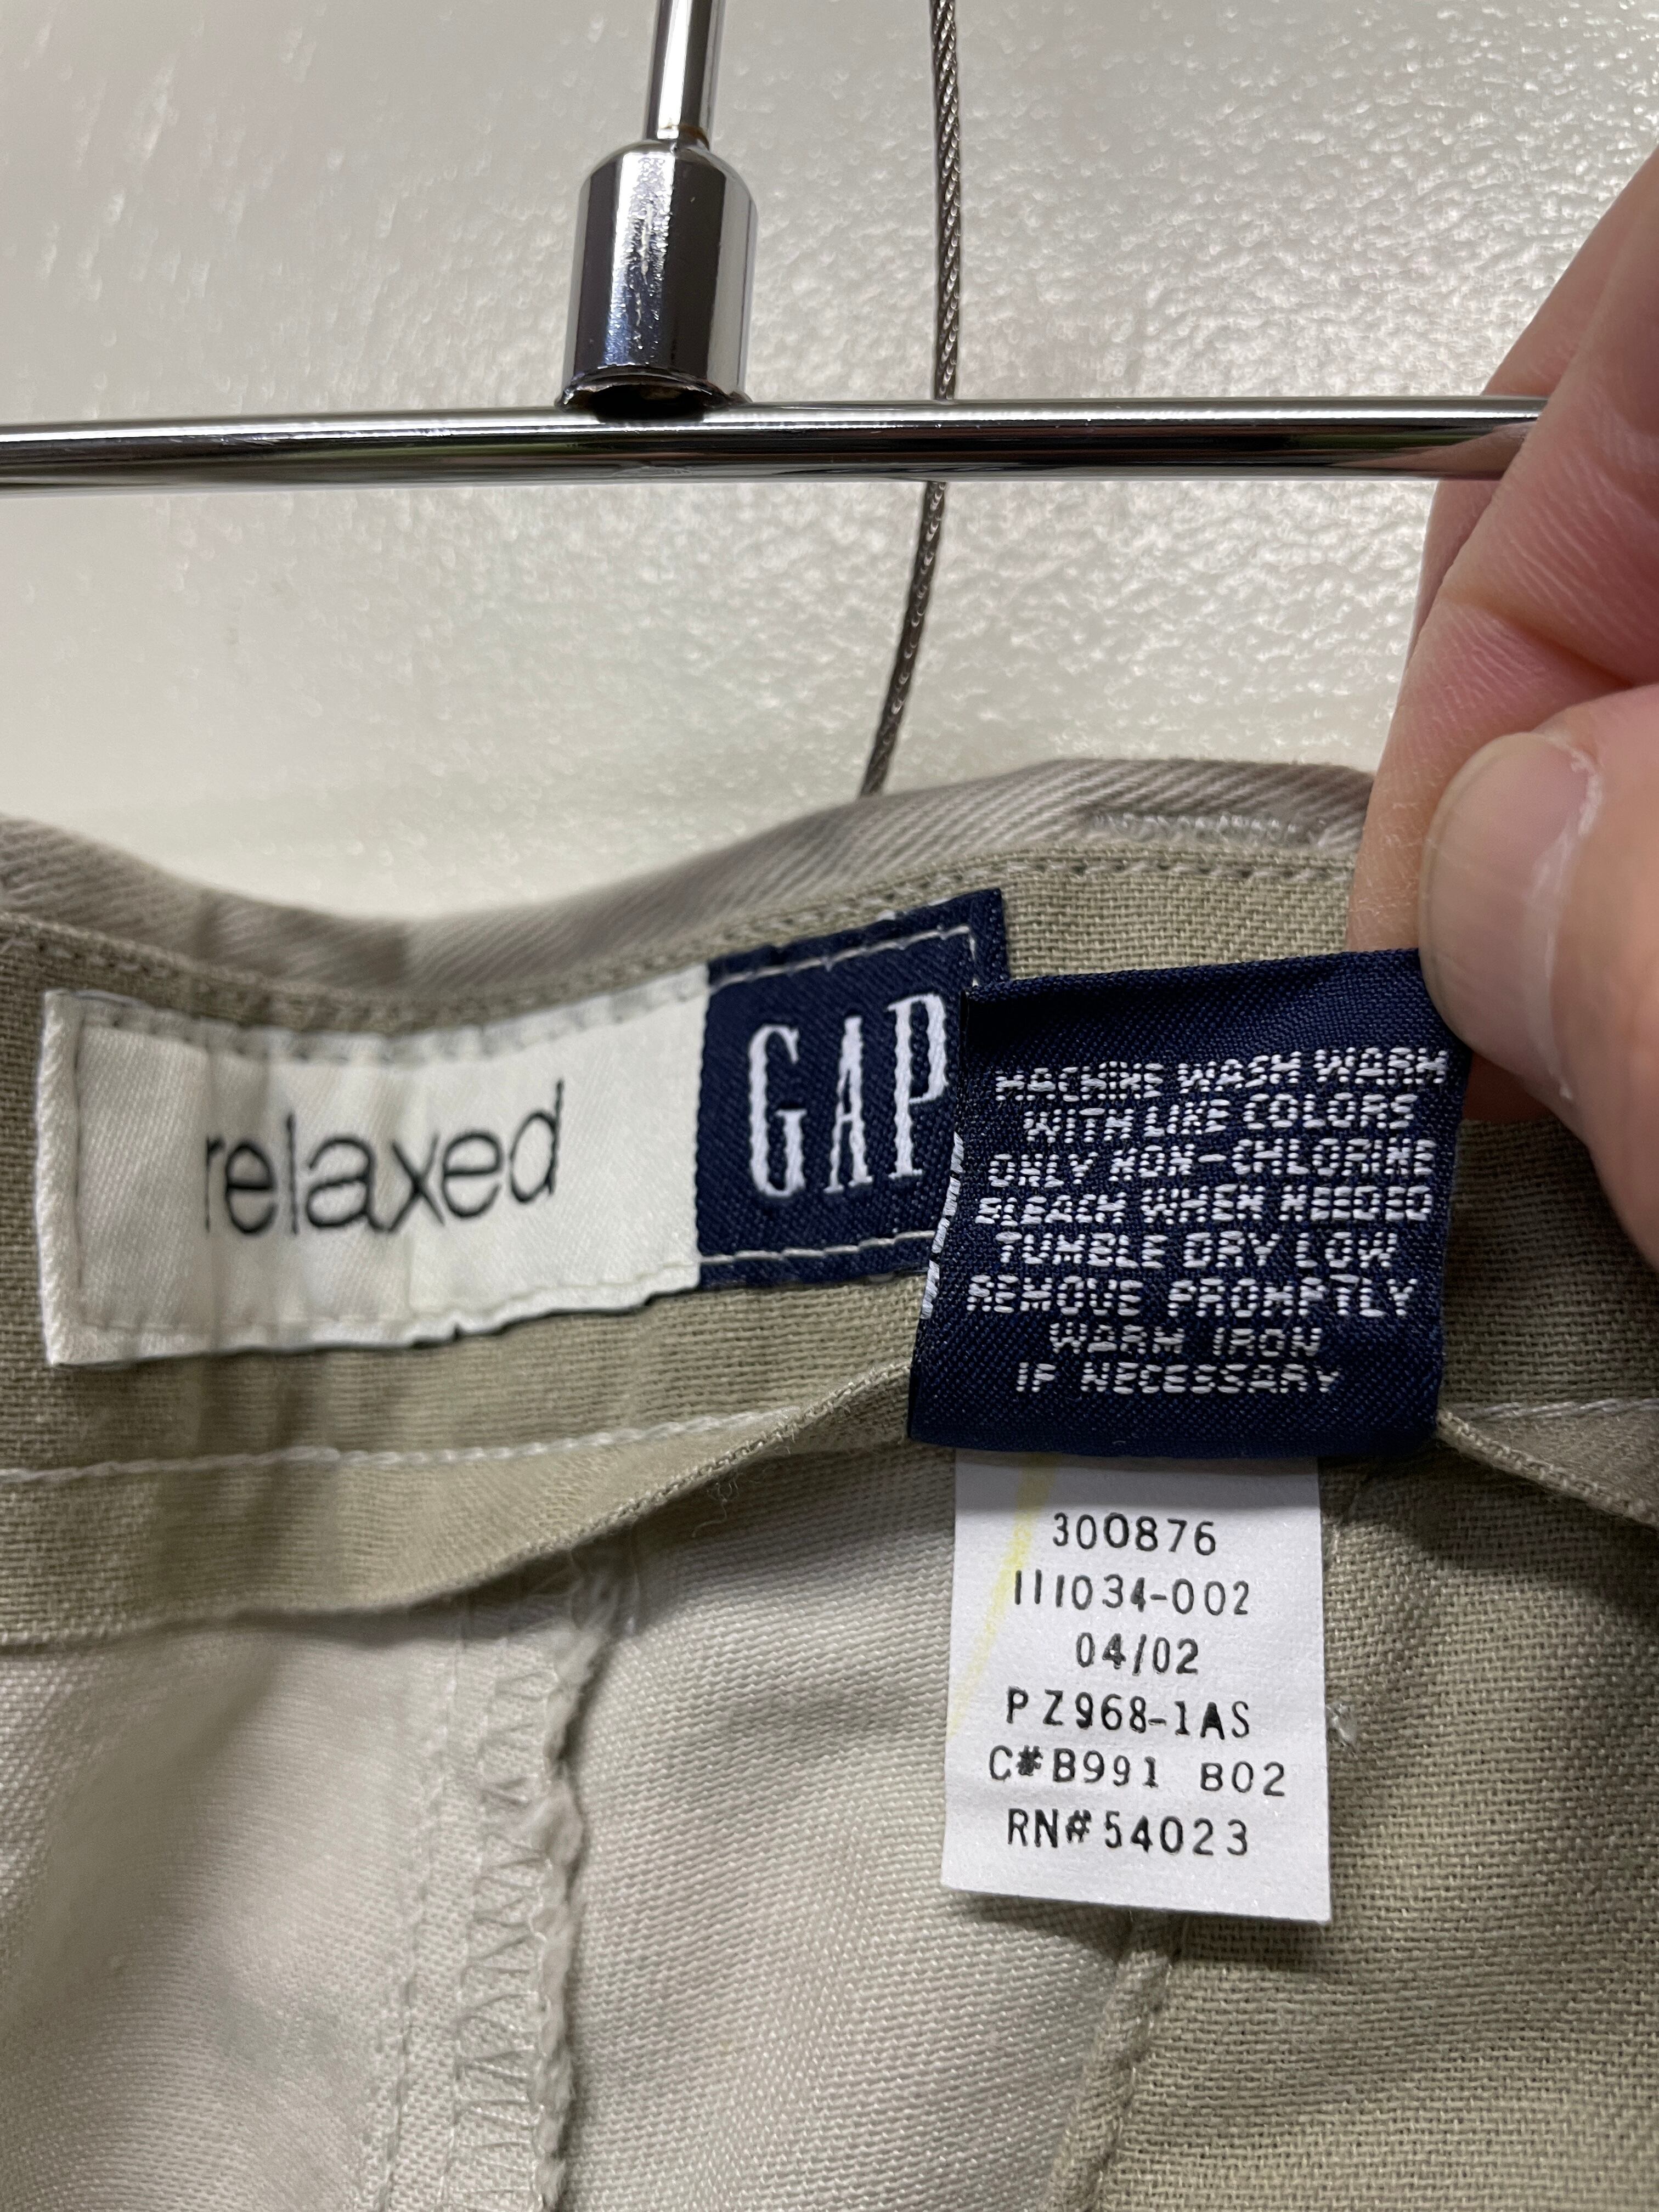 relaxed
GAP
MACHINE WASH WARM
WITH LIKE COLORS
ONLY NON-CHLORINE
BLEACH WHEN NEEDED
TUMBLE DRY LOW
REMOVE PROMPTLY
WARM IRON
IF NECESSARY
300876
111034-002
04/02
PZ968-1AS
C#B991 B02
RN#54023